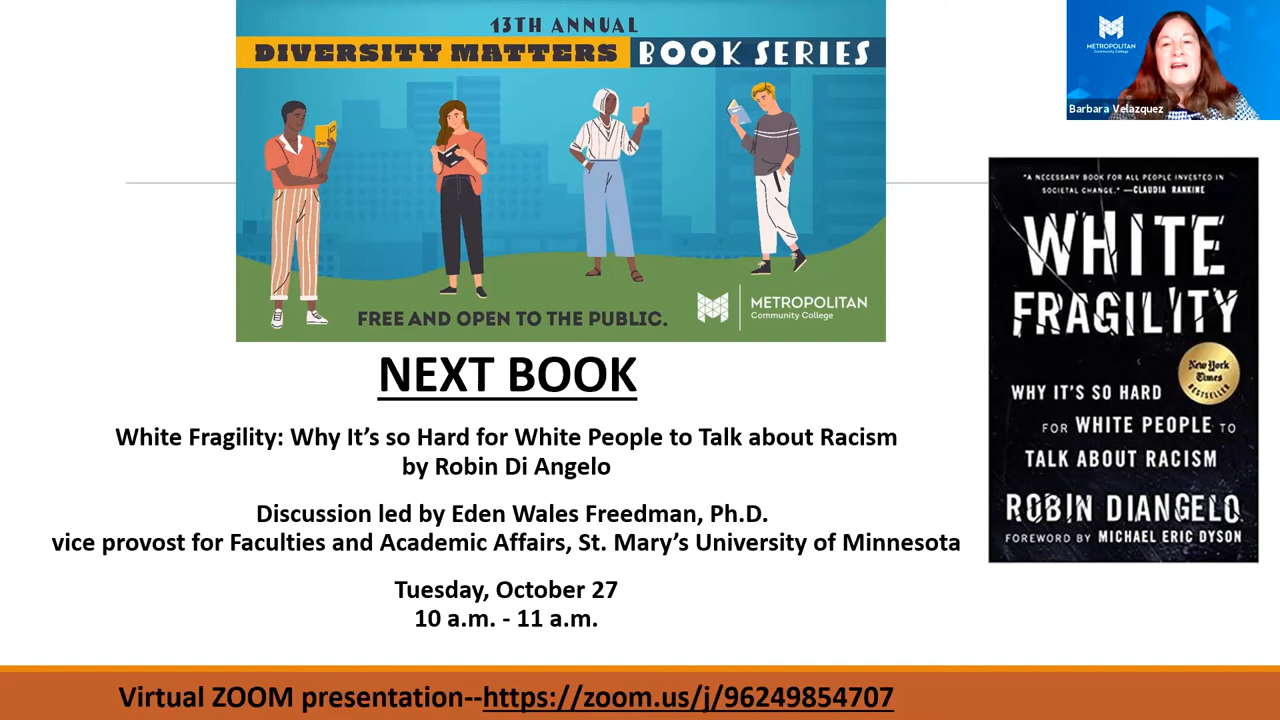 13TH ANNUAL
DIVERSITY MATTERS BOOK SERIES
FREE AND OPEN TO THE PUBLIC.
METROPOLITAN
Community College
METROPOLITAN
Community College
Barbara Velazquez
"A NECESSARY BOOK FOR ALL PEOPLE INVESTED IN
SOCIETAL CHANGE." —CLAUDIA RANKINE
WHITE
FRAGILITY
New York
Times
BESTSELLER
WHY IT'S SO HARD
FOR WHITE PEOPLE TO
TALK ABOUT RACISM
ROBIN DIANGELO
FOREWORD BY MICHAEL ERIC DYSON
NEXT BOOK
White Fragility: Why It's so Hard for White People to Talk about Racism
by Robin Di Angelo
Discussion led by Eden Wales Freedman, Ph.D.
vice provost for Faculties and Academic Affairs, St. Mary's University of Minnesota
Tuesday, October 27
10 a.m. - 11 a.m.
Virtual ZOOM presentation--https://zoom.us/j/96249854707